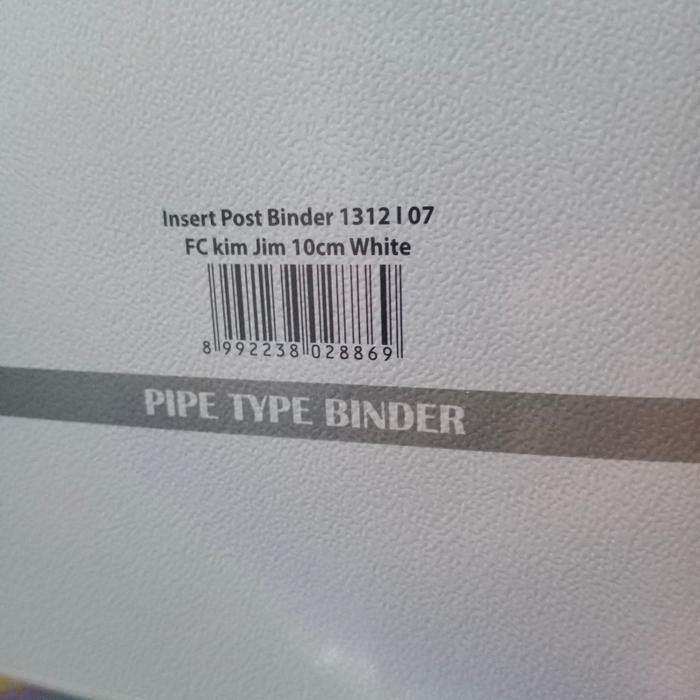 Insert Post Binder 1312 I 07
FC kim Jim 10cm White
8 992238 028869
PIPE TYPE BINDER